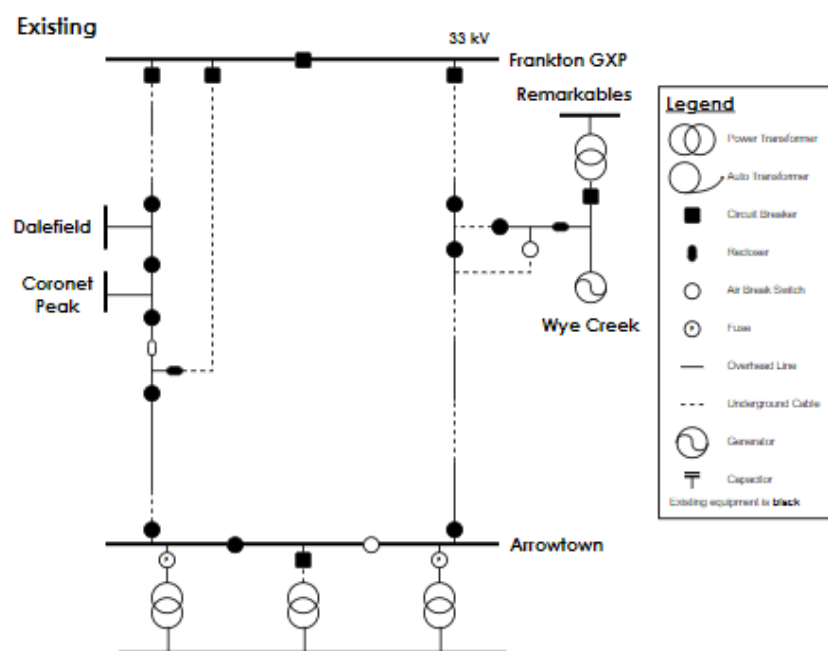 Existing
33 kV
Frankton GXP
Remarkables
Legend
Power Transformer
Auto Transformer
Circuit Breaker
Recloser
Air Break Switch
Fuse
Overhead Line
Underground Cable
Generator
Capacitor
Existing equipment is black
Dalefield
Coronet
Peak
Wye Creek
Arrowtown